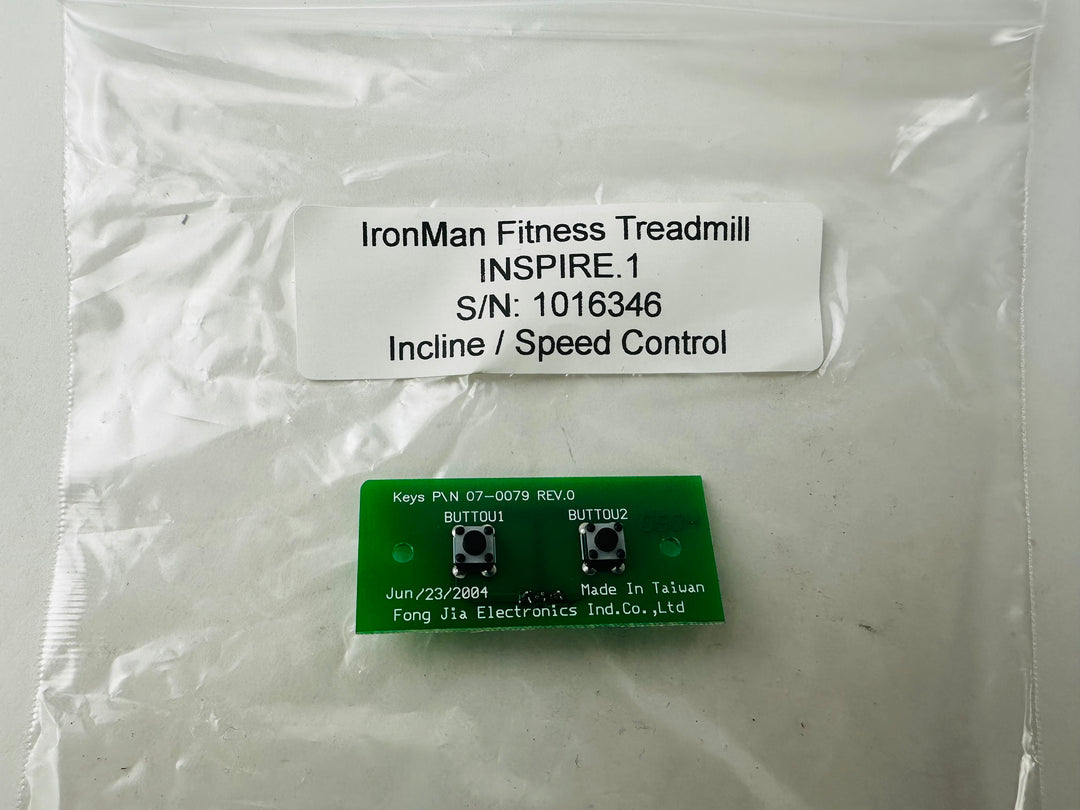 IronMan Fitness Treadmill
INSPIRE.1
S/N: 1016346
Incline / Speed Control
Keys P\N 07-0079 REV.0
BUTTOU1 BUTTOU2
Jun/23/2004 Made In Taiwan
Fong Jia Electronics Ind.Co.,Ltd